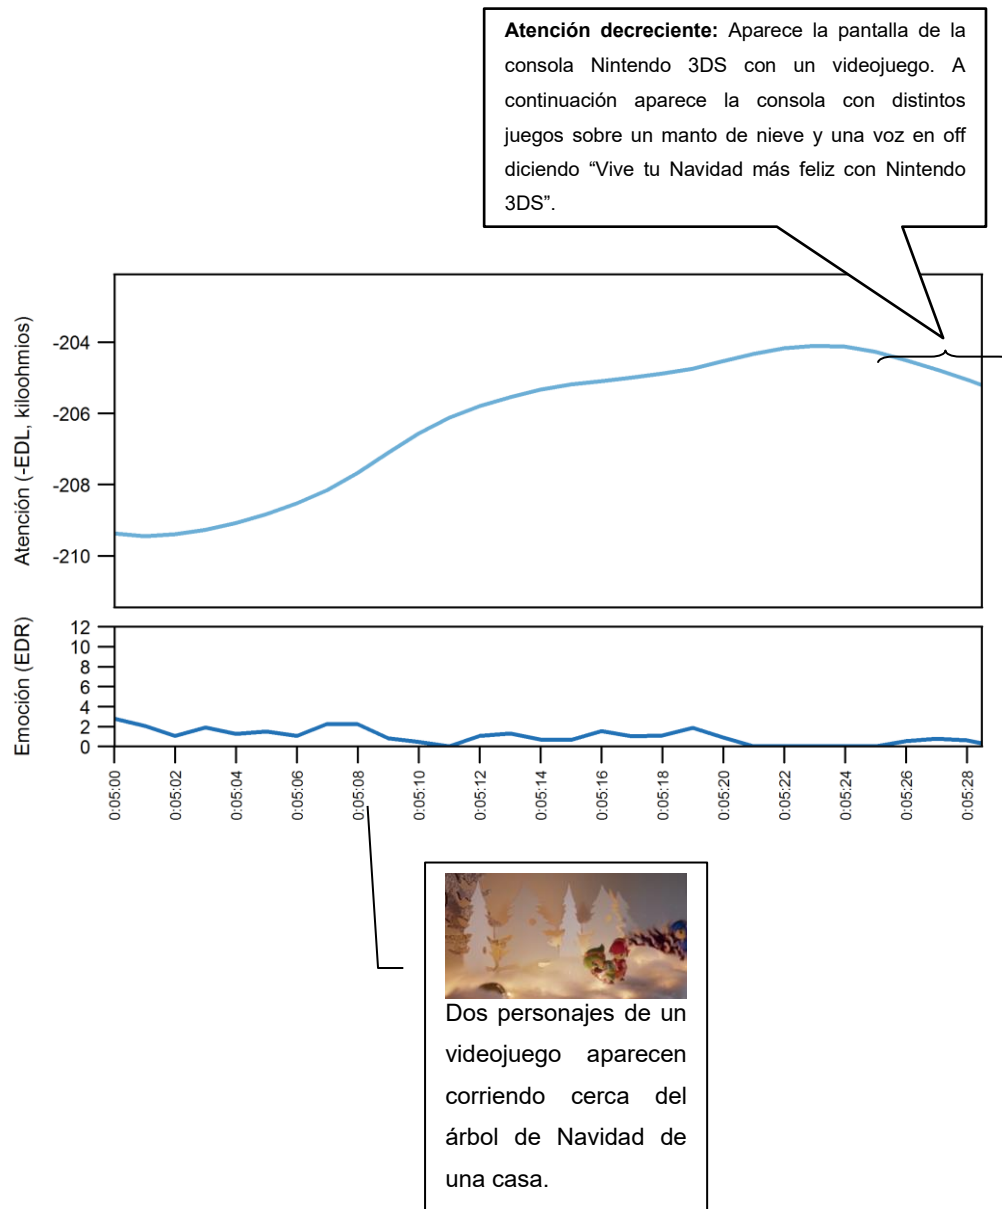 Atención decreciente: Aparece la pantalla de la
consola Nintendo 3DS con un videojuego. A
continuación aparece la consola con distintos
juegos sobre un manto de nieve y una voz en off
diciendo “Vive tu Navidad más feliz con Nintendo
3DS”.
Atención (-EDL, kiloohmios)
-204
-206
-208
-210
Emoción (EDR)
12
10
8
6
4
2
0
0:05:00
0:05:02
0:05:04
0:05:06
0:05:08
0:05:10
0:05:12
0:05:14
0:05:16
0:05:18
0:05:20
0:05:22
0:05:24
0:05:26
0:05:28
Dos personajes de un
videojuego aparecen
corriendo cerca del
árbol de Navidad de
una casa.